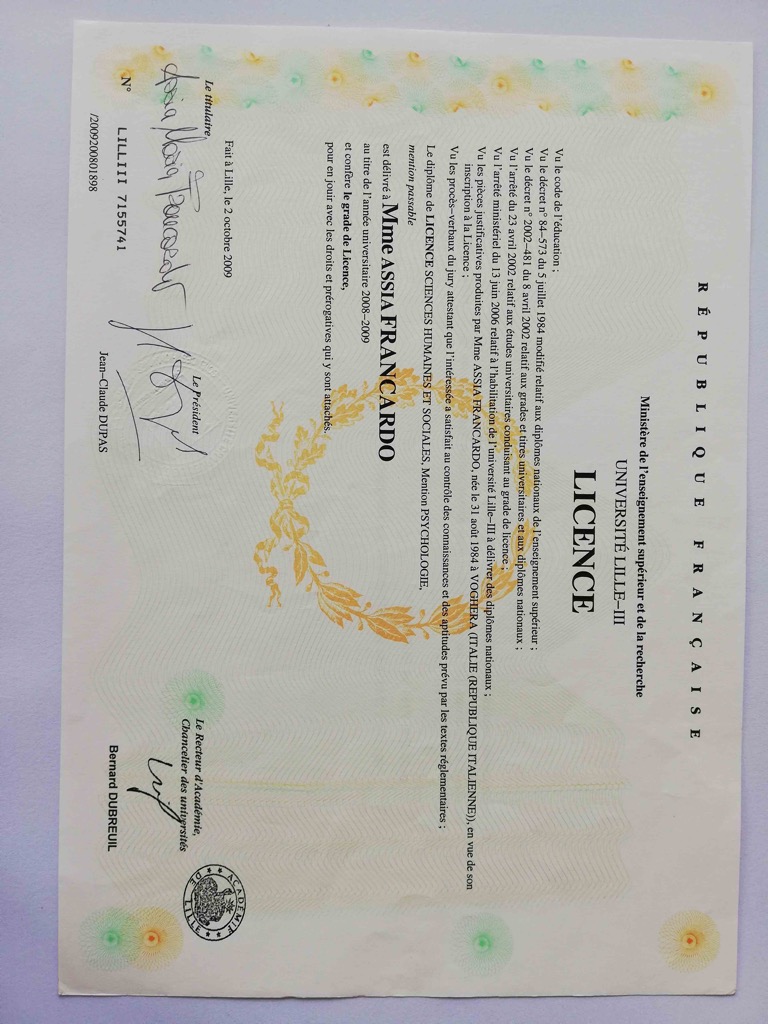 RÉPUBLIQUE FRANÇAISE
Ministère de l'enseignement supérieur et de la recherche
UNIVERSITÉ LILLE-III
LICENCE
Vu le code de l'éducation ;
Vu le décret n° 84-573 du 5 juillet 1984 modifié relatif aux diplômes nationaux de l'enseignement supérieur ;
Vu le décret n° 2002-481 du 8 avril 2002 relatif aux grades et titres universitaires et aux diplômes nationaux ;
Vu l'arrêté du 23 avril 2002 relatif aux études universitaires conduisant au grade de licence ;
Vu l'arrêté ministériel du 13 juin 2006 relatif à l'habilitation de l'université Lille-III à délivrer des diplômes nationaux ;
Vu les pièces justificatives produites par Mme ASSIA FRANCARDO, née le 31 août 1984 à VOGHERA (ITALIE (REPUBLIQUE ITALIENNE)), en vue de son
inscription à la Licence ;
Vu les procès-verbaux du jury attestant que l'intéressée a satisfait au contrôle des connaissances et des aptitudes prévu par les textes réglementaires ;
Le diplôme de LICENCE SCIENCES HUMAINES ET SOCIALES, Mention PSYCHOLOGIE,
mention passable
est délivré à Mme ASSIA FRANCARDO
au titre de l'année universitaire 2008-2009
et confère le grade de Licence,
pour en jouir avec les droits et prérogatives qui y sont attachés.
Fait à Lille, le 2 octobre 2009
Le titulaire,
Le Président
Le Recteur d'Académie,
Chancelier des universités
Assia Maria Francardo
Jean-Claude DUPAS
Bernard DUBREUIL
ACADÉMIE DE LILLE
N° LILLIII 7155741
/2009200801898